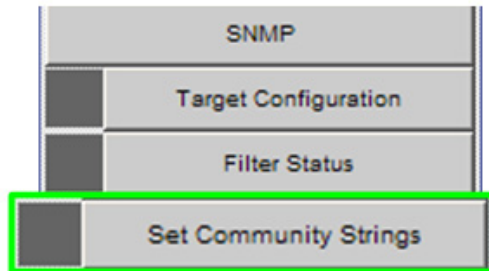 SNMP
Target Configuration
Filter Status
Set Community Strings